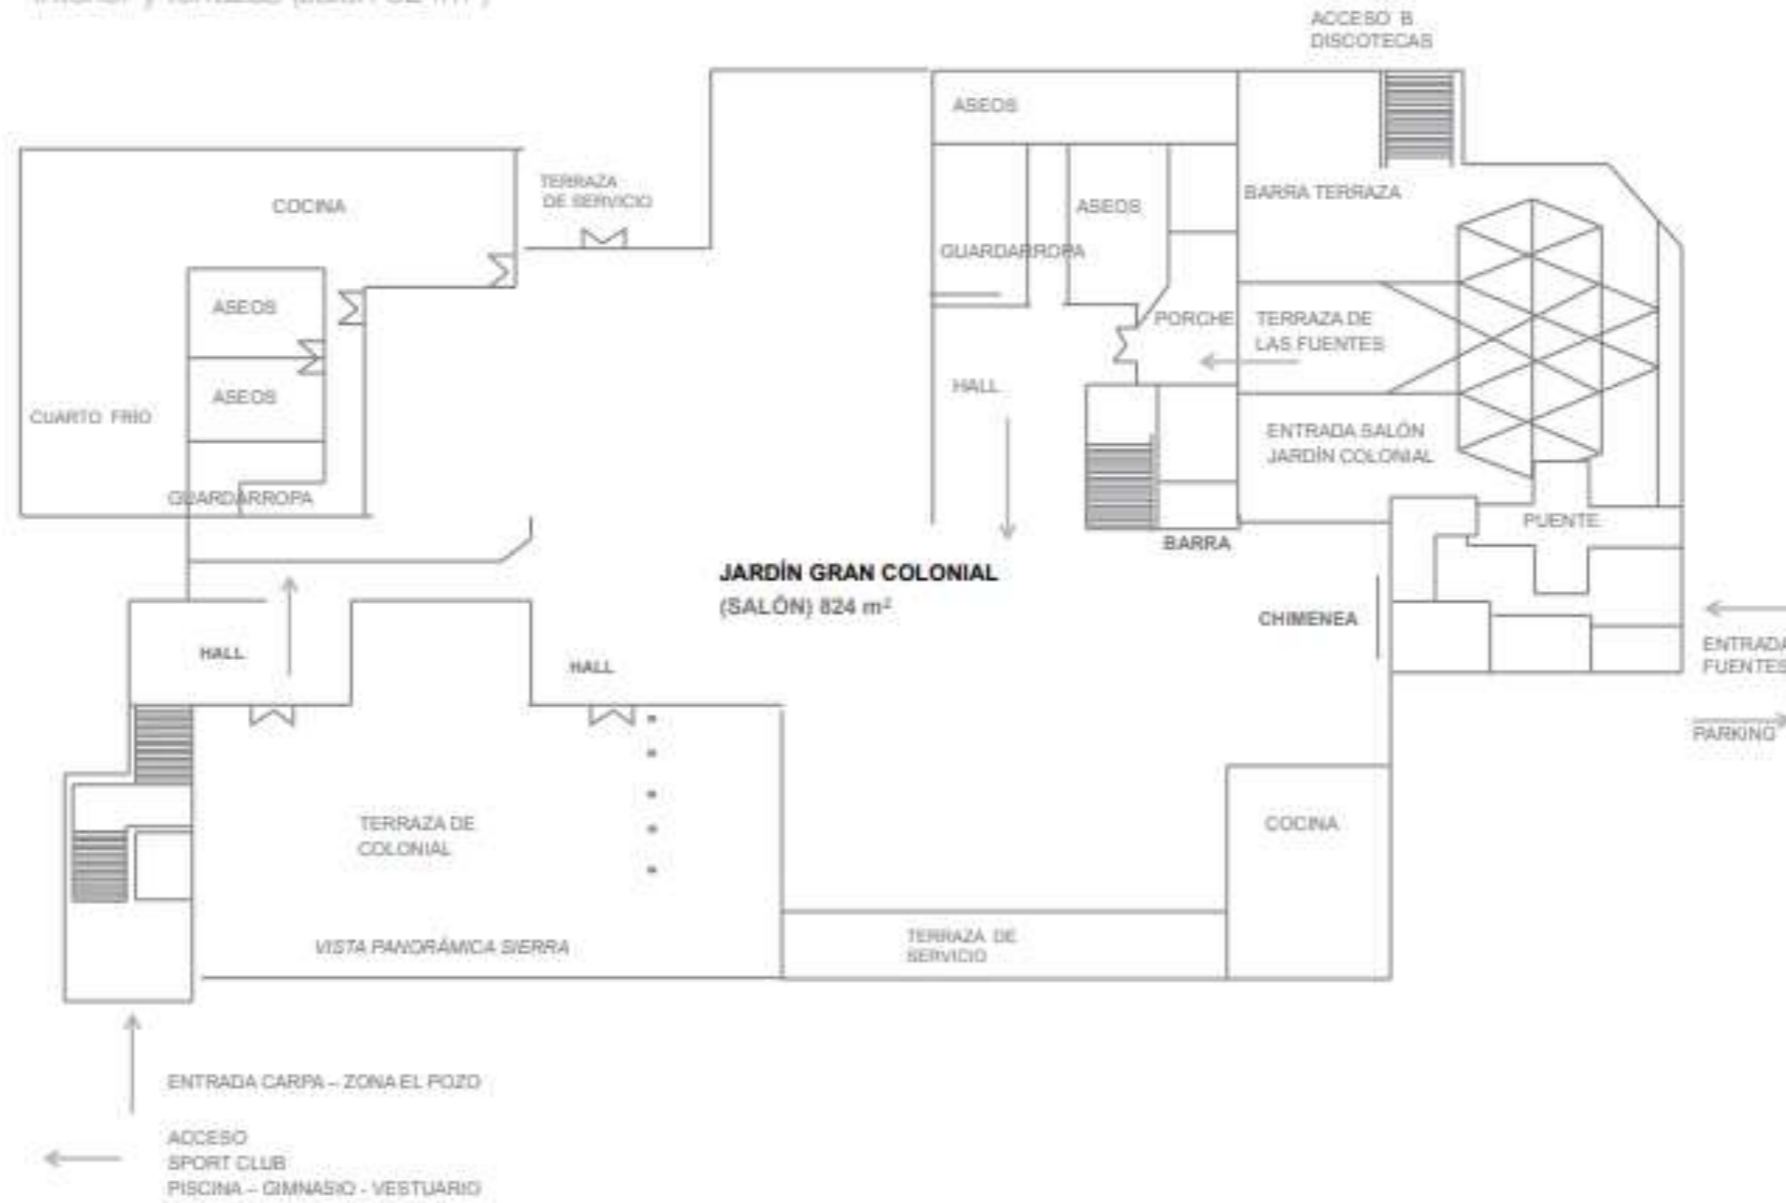 ACCESO B
DISCOTECAS
ASEOS
TERRAZA
DE SERVICIO
COCINA
ASEOS
BARRA TERRAZA
GUARDARROPA
ASEOS
PORCHE
TERRAZA DE
LAS FUENTES
HALL
ASEOS
CUARTO FRÍO
ENTRADA SALÓN
JARDÍN COLONIAL
GUARDARROPA
PUENTE
BARRA
JARDÍN GRAN COLONIAL
(SALÓN) 824 m²
CHIMENEA
HALL
HALL
ENTRADA
FUENTES
PARKING
TERRAZA DE
COLONIAL
COCINA
VISTA PANORÁMICA SIERRA
TERRAZA DE
SERVICIO
ENTRADA CARPA – ZONA EL POZO
ACCESO
SPORT CLUB
PISCINA – GIMNASIO - VESTUARIO